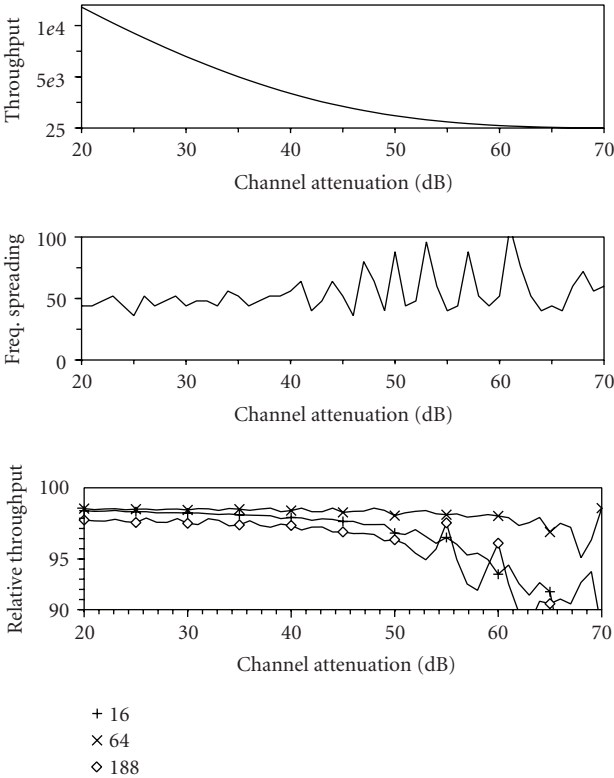 Throughput
1e4
5e3
25
20 30 40 50 60 70
Channel attenuation (dB)
Freq. spreading
100
50
0
20 30 40 50 60 70
Channel attenuation (dB)
Relative throughput
100
95
90
20 30 40 50 60 70
Channel attenuation (dB)
16
64
188